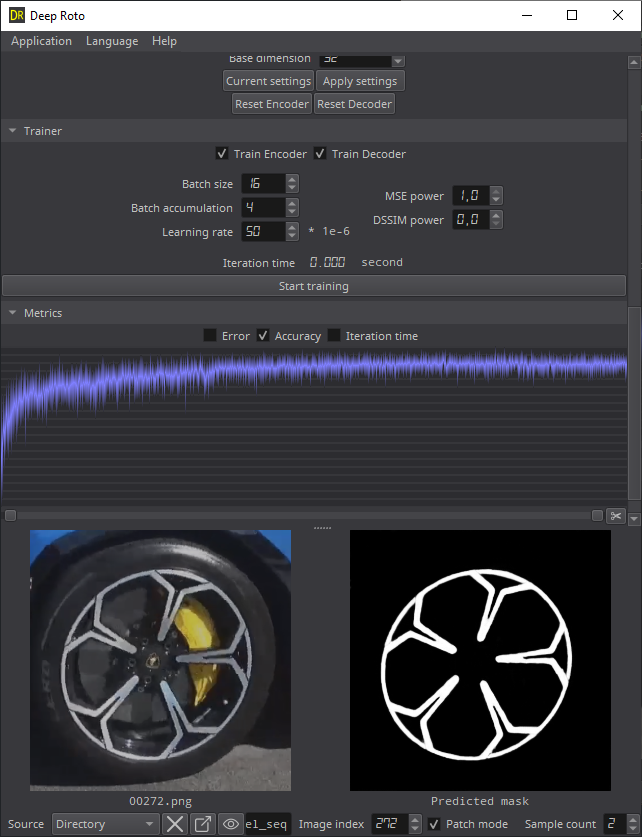 DR Deep Roto
Application Language Help
Base dimension 32
Current settings Apply settings
Reset Encoder Reset Decoder
Trainer
Train Encoder Train Decoder
Batch size 16
MSE power 1,0
Batch accumulation 4
DSSIM power 0,0
Learning rate 50 * 1e-6
Iteration time 0.000 second
Start training
Metrics
Error Accuracy Iteration time
00272.png Predicted mask
Source Directory el_seq Image index 272 Patch mode Sample count 2